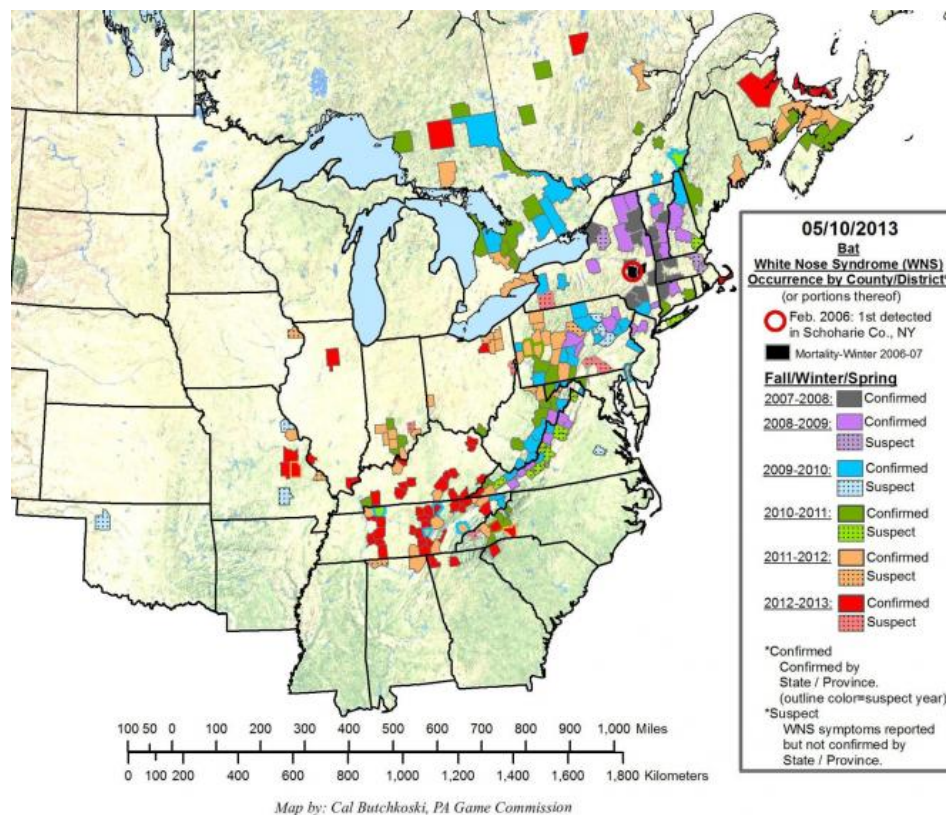 05/10/2013
Bat
White Nose Syndrome (WNS)
Occurrence by County/District*
(or portions thereof)
Feb. 2006: 1st detected
in Schoharie Co., NY
Mortality-Winter 2006-07
Fall/Winter/Spring
2007-2008: Confirmed
2008-2009: Confirmed
Suspect
2009-2010: Confirmed
Suspect
2010-2011: Confirmed
Suspect
2011-2012: Confirmed
Suspect
2012-2013: Confirmed
Suspect
*Confirmed
Confirmed by
State / Province.
(outline color=suspect year)
*Suspect
WNS symptoms reported
but not confirmed by
State / Province.
100 50 0 100 200 300 400 500 600 700 800 900 1,000 Miles
0 100 200 400 600 800 1,000 1,200 1,400 1,600 1,800 Kilometers
Map by: Cal Butchkoski, PA Game Commission